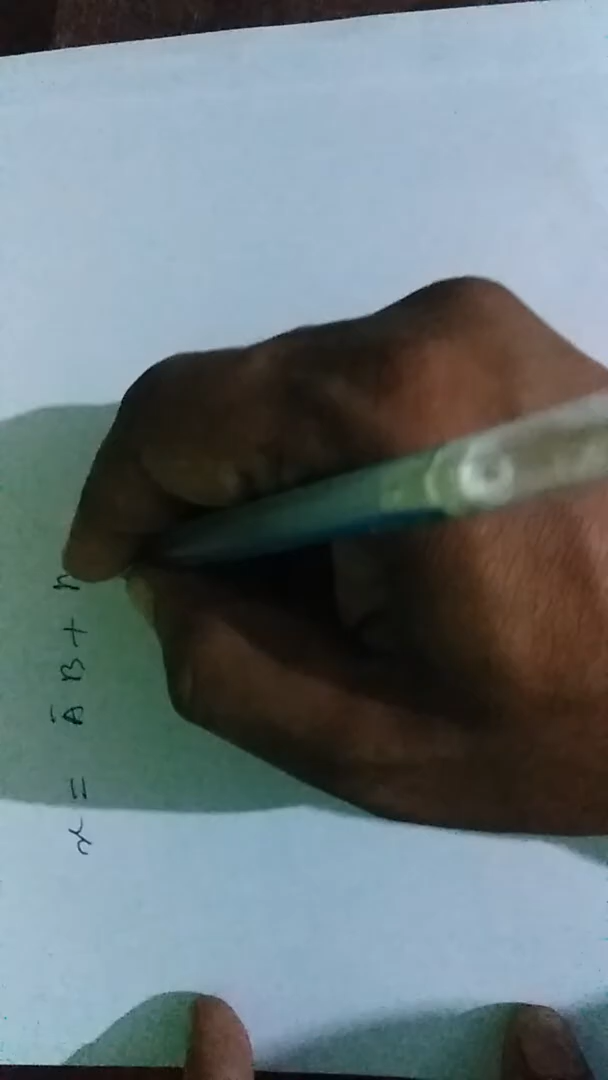 x = Ā B +